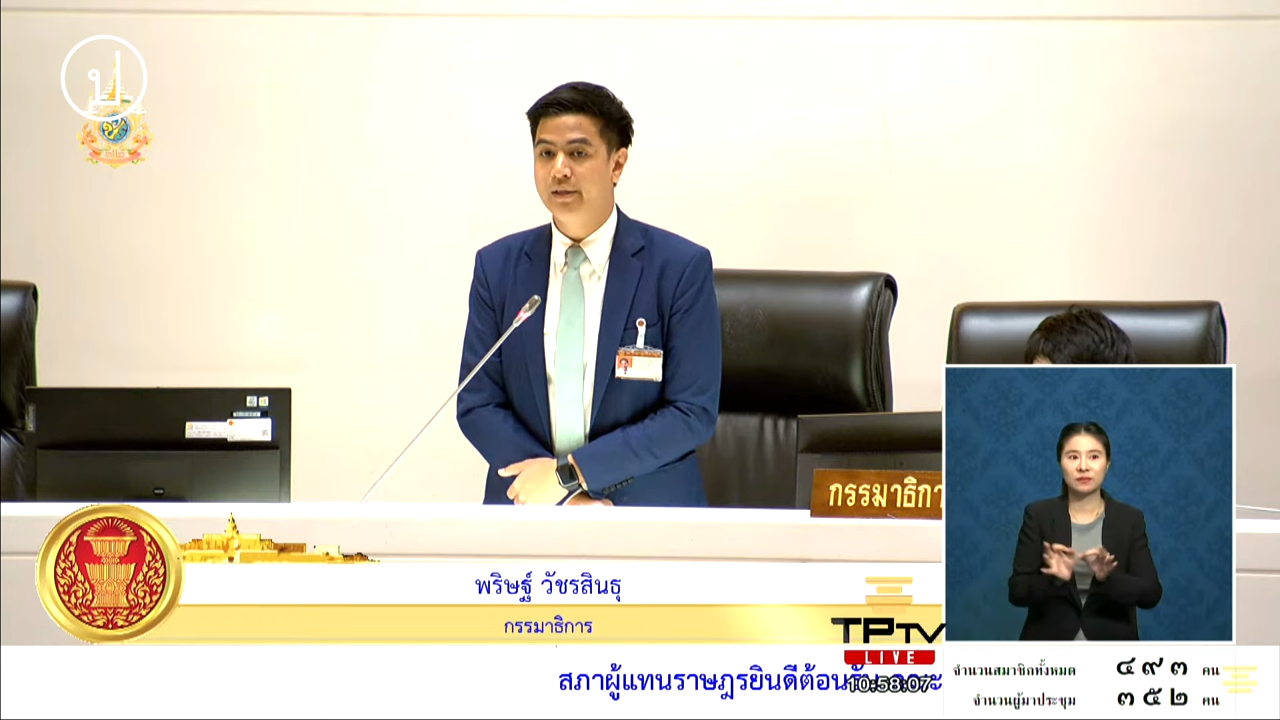 ป
๗๒
กรรมาธิกา
พริษฐ์ วัชรสินธุ
กรรมาธิการ
TPTV
LIVE
10:58:07
สภาผู้แทนราษฎรยินดีต้อนรับ
จำนวนสมาชิกทั้งหมด ๔๙๓ คน
จำนวนผู้มาประชุม ๓๕๒ คน